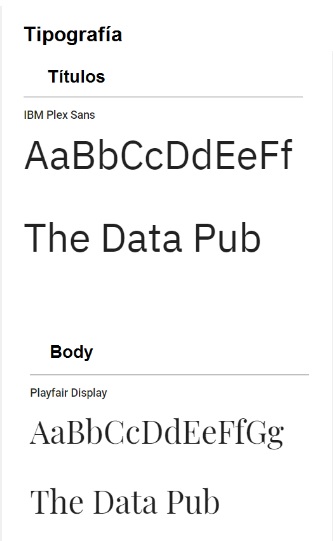 Tipografía
Títulos
IBM Plex Sans
AaBbCcDdEeFf
The Data Pub
Body
Playfair Display
AaBbCcDdEeFfGg
The Data Pub